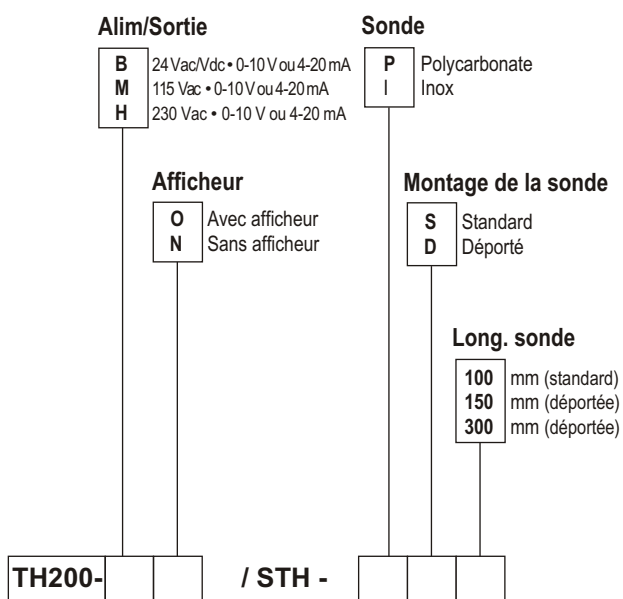 Alim/Sortie
B 24 Vac/Vdc • 0-10 V ou 4-20 mA
M 115 Vac • 0-10 V ou 4-20 mA
H 230 Vac • 0-10 V ou 4-20 mA
Sonde
P Polycarbonate
I Inox
Afficheur
O Avec afficheur
N Sans afficheur
Montage de la sonde
S Standard
D Déporté
Long. sonde
100 mm (standard)
150 mm (déportée)
300 mm (déportée)
TH200- / STH -